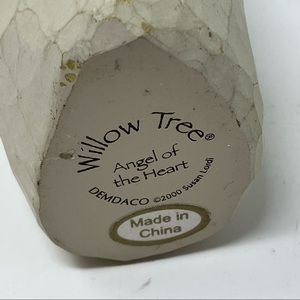 Willow Tree®
Angel of
the Heart
DEMDACO ©2000 Susan Lordi
Made in
China